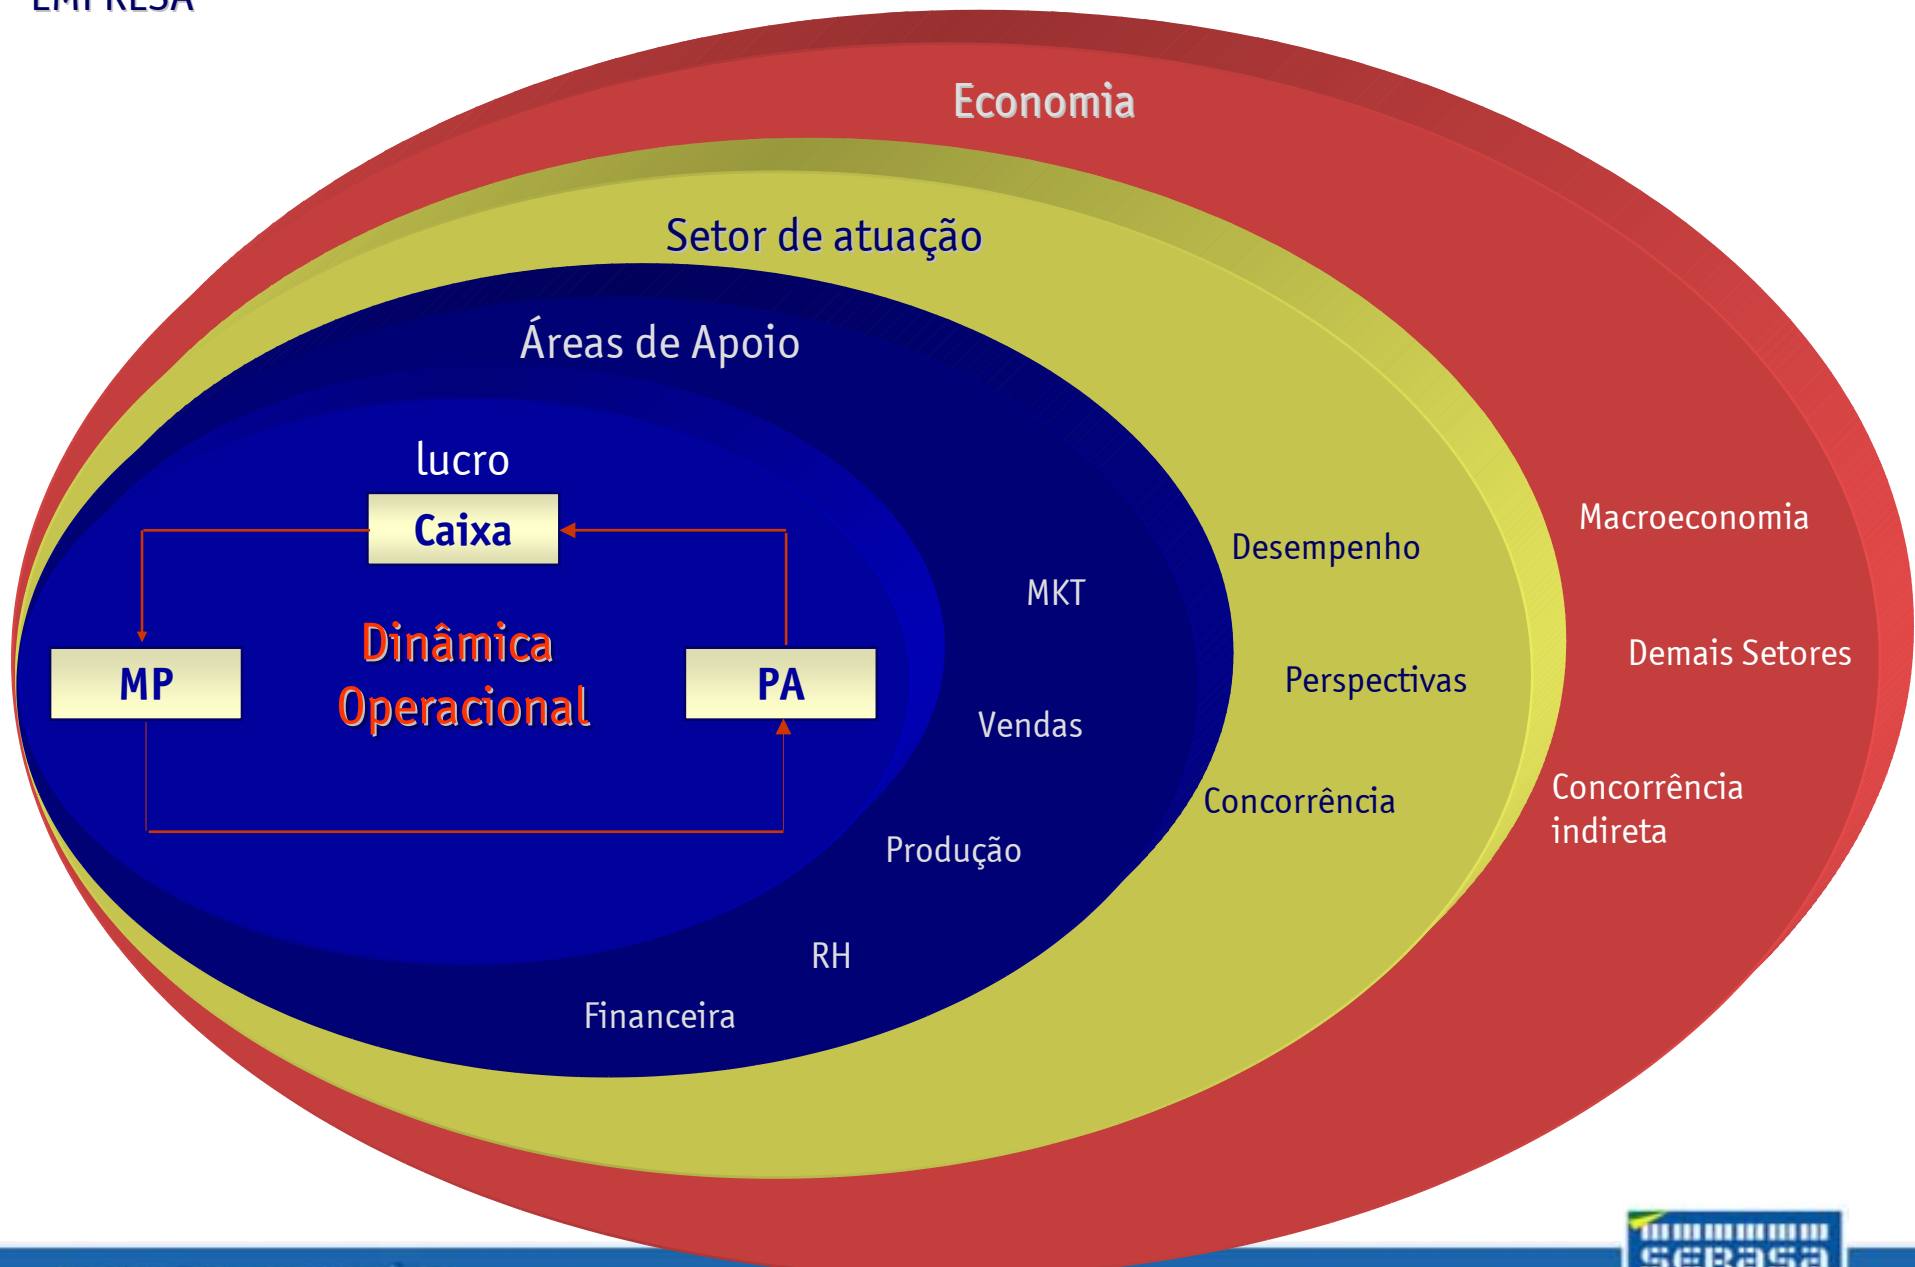 EMPRESA
Economia
Setor de atuação
Áreas de Apoio
lucro
Caixa
MP
Dinâmica
Operacional
PA
MKT
Vendas
Produção
RH
Financeira
Desempenho
Perspectivas
Concorrência
Macroeconomia
Demais Setores
Concorrência
indireta